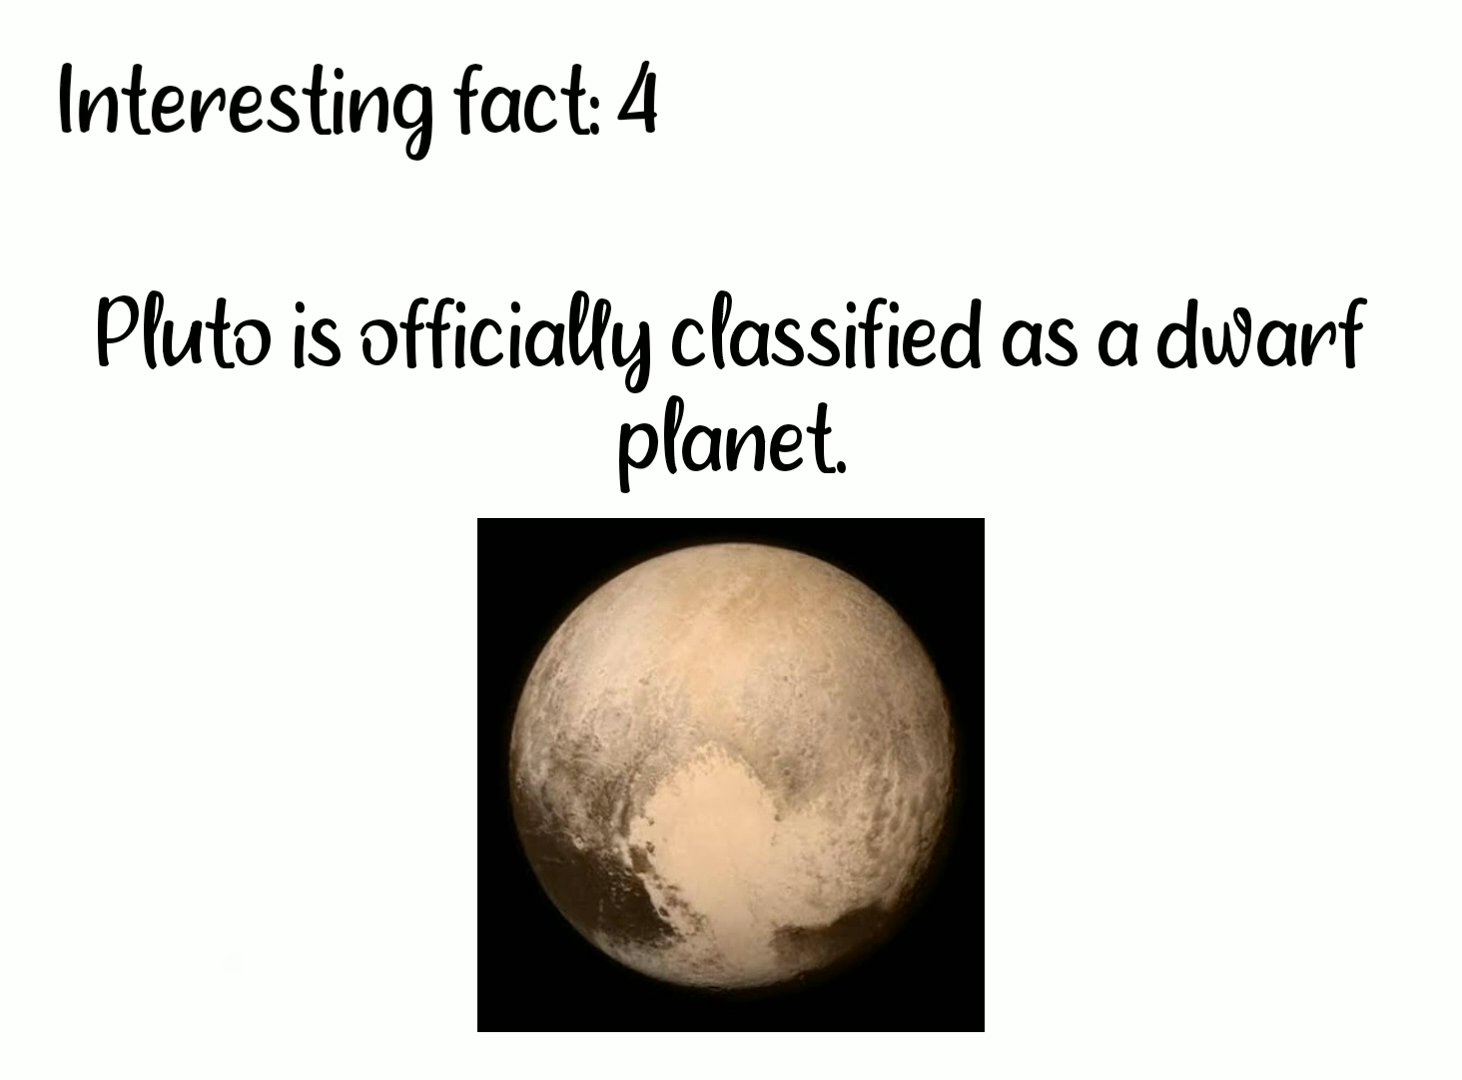 Interesting fact: 4
Pluto is officially classified as a dwarf
planet.